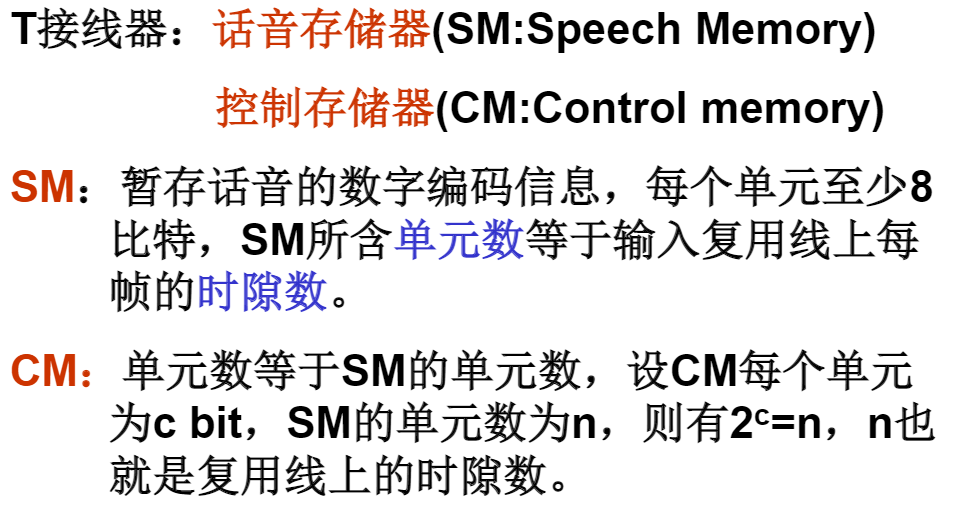 T接线器：话音存储器(SM:Speech Memory)
控制存储器(CM:Control memory)
SM：暂存话音的数字编码信息，每个单元至少8
比特，SM所含单元数等于输入复用线上每
帧的时隙数。
CM：单元数等于SM的单元数，设CM每个单元
为c bit，SM的单元数为n，则有2ᶜ=n，n也
就是复用线上的时隙数。